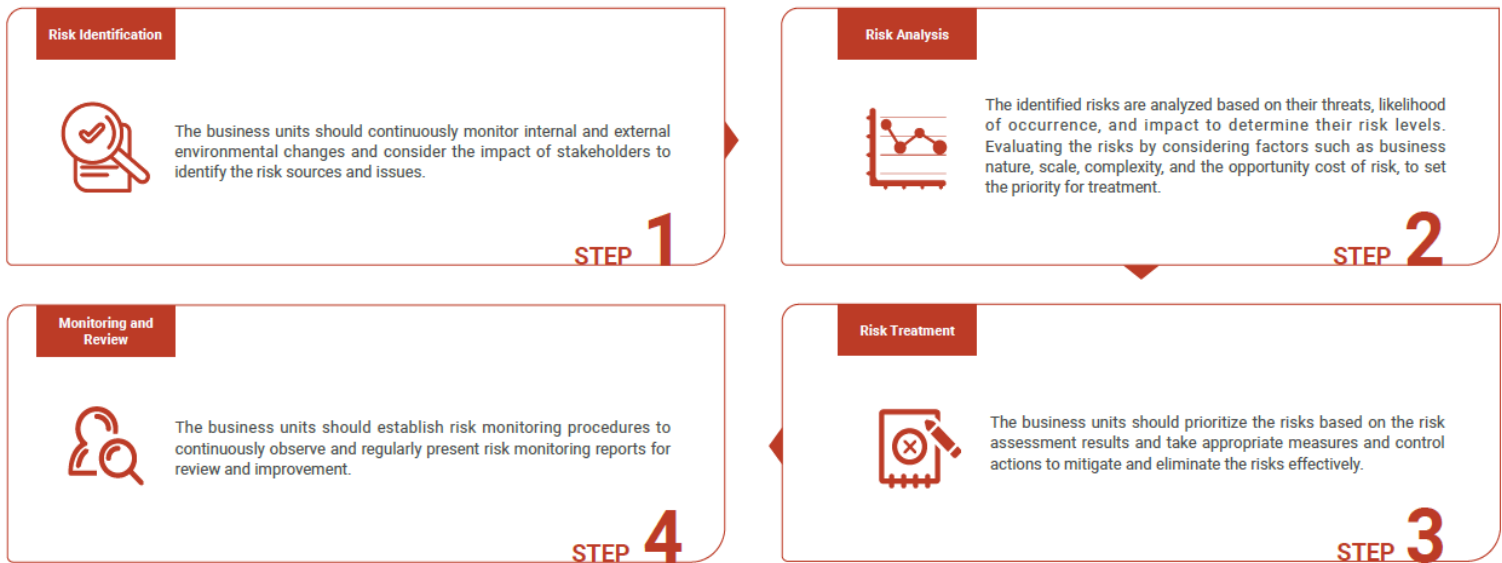 Risk Identification
The business units should continuously monitor internal and external
environmental changes and consider the impact of stakeholders to
identify the risk sources and issues.
STEP 1
Risk Analysis
The identified risks are analyzed based on their threats, likelihood
of occurrence, and impact to determine their risk levels.
Evaluating the risks by considering factors such as business
nature, scale, complexity, and the opportunity cost of risk, to set
the priority for treatment.
STEP 2
Risk Treatment
The business units should prioritize the risks based on the risk
assessment results and take appropriate measures and control
actions to mitigate and eliminate the risks effectively.
STEP 3
Monitoring and
Review
The business units should establish risk monitoring procedures to
continuously observe and regularly present risk monitoring reports for
review and improvement.
STEP 4